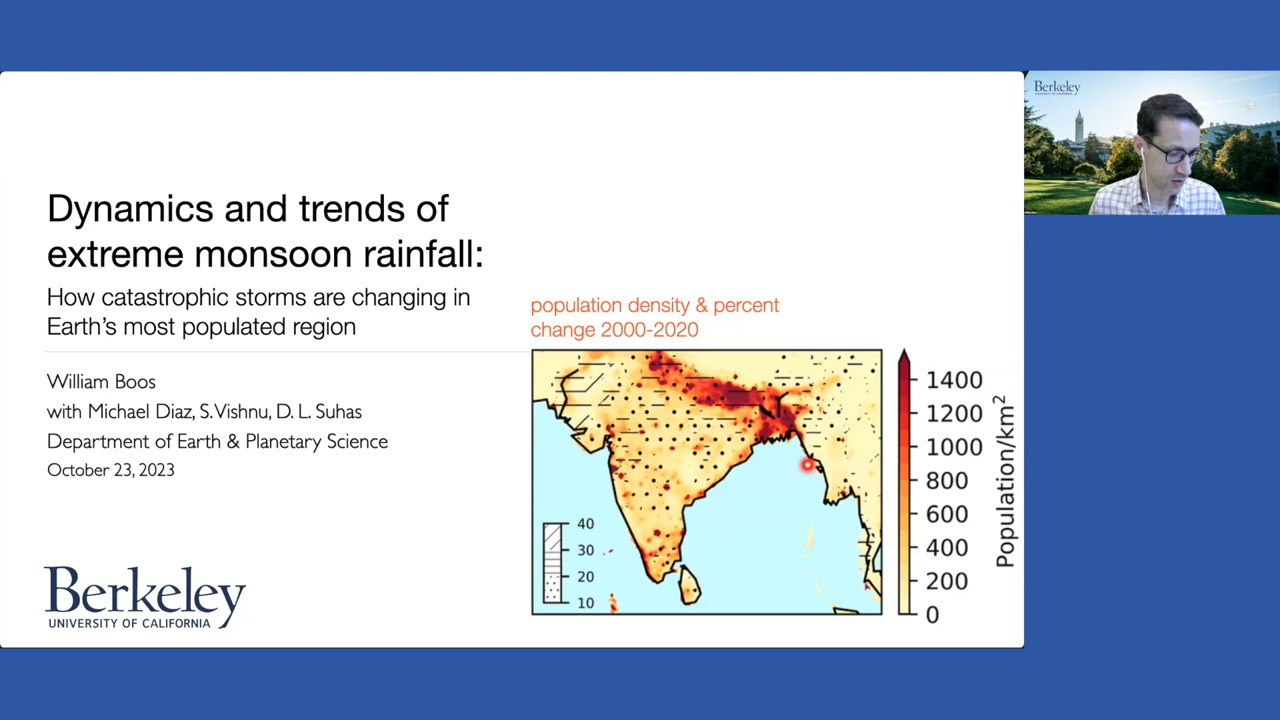 Dynamics and trends of
extreme monsoon rainfall:
How catastrophic storms are changing in
Earth's most populated region
William Boos
with Michael Diaz, S. Vishnu, D. L. Suhas
Department of Earth & Planetary Science
October 23, 2023
Berkeley
UNIVERSITY OF CALIFORNIA
population density & percent
change 2000-2020
40
30
20
10
1400
1200
1000
800
600
400
200
0
Population/km²
Berkeley
UNIVERSITY OF CALIFORNIA